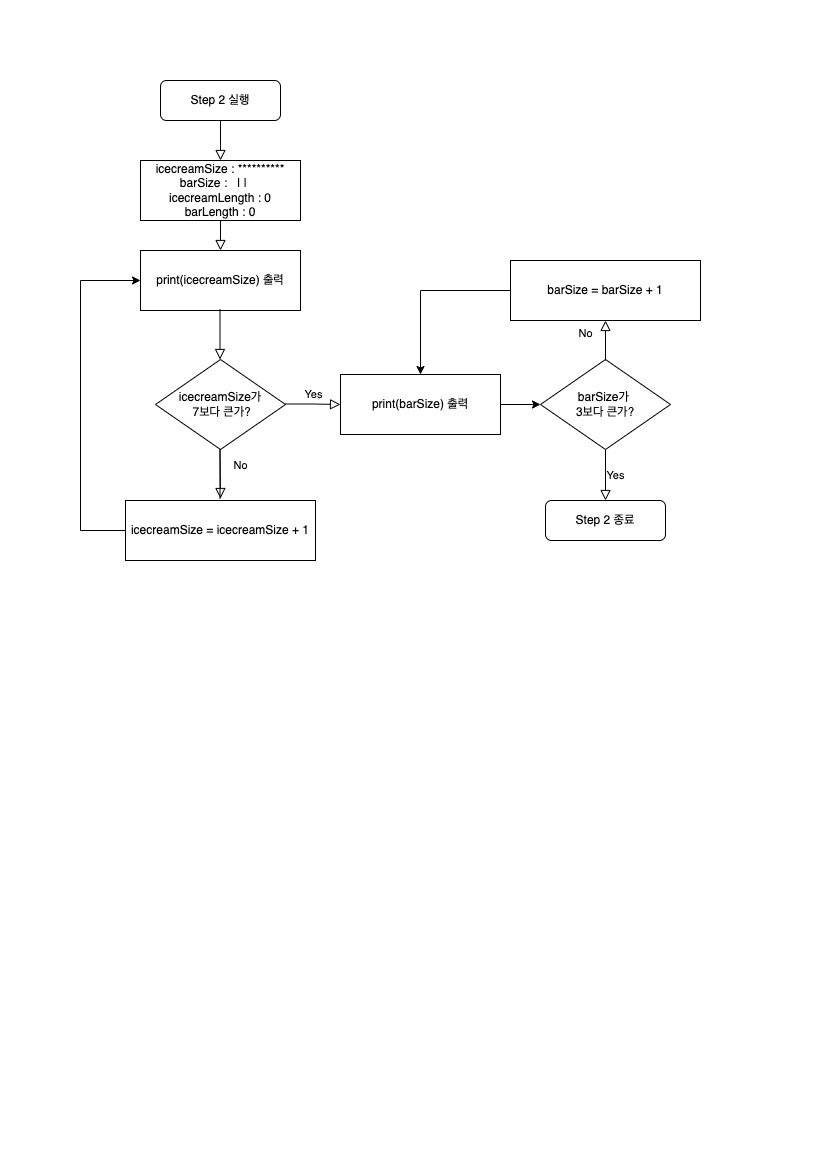 Step 2 실행
icecreamSize : **********
barSize :   | |
icecreamLength : 0
barLength : 0
print(icecreamSize) 출력
barSize = barSize + 1
No
icecreamSize가
7보다 큰가?
Yes
print(barSize) 출력
barSize가
3보다 큰가?
No
Yes
icecreamSize = icecreamSize + 1
Step 2 종료